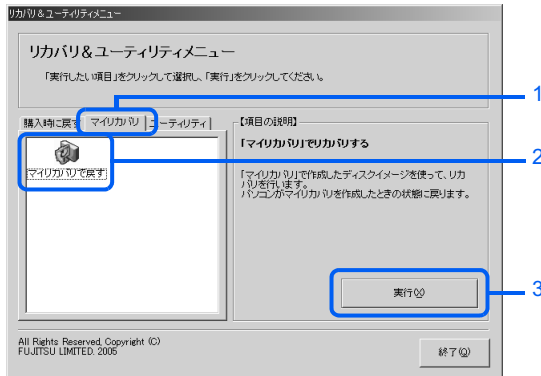 リカバリ&ユーティリティメニュー
リカバリ&ユーティリティメニュー
「実行したい項目」をクリックして選択し、「実行」をクリックしてください。
1
購入時に戻す マイリカバリ ユーティリティ
【項目の説明】
「マイリカバリ」でリカバリする
2
マイリカバリで戻す
「マイリカバリ」で作成したディスクイメージを使って、リカ
バリを行います。
パソコンがマイリカバリを作成したときの状態に戻ります。
実行(X)
3
All Rights Reserved, Copyright (C)
FUJITSU LIMITED. 2005
終了(Q)